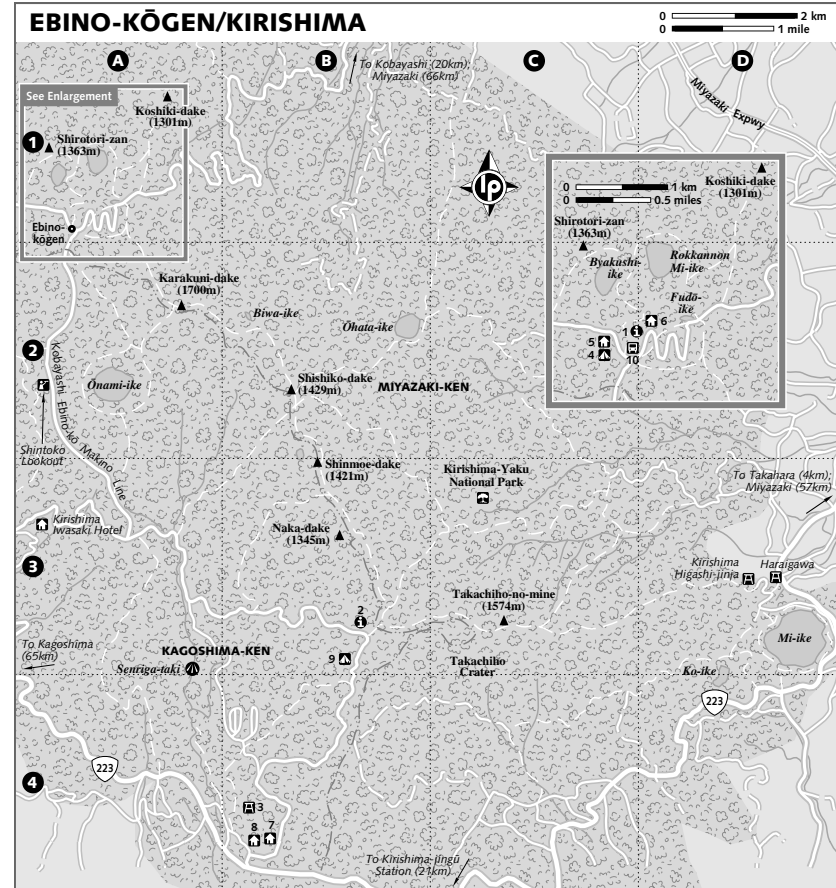 EBINO-KŌGEN/KIRISHIMA
0 2 km
0 1 mile
A
B
C
D
To Kobayashi (20km);
Miyazaki (66km)
See Enlargement
Koshiki-dake
(1301m)
1
Shirotori-zan
(1363m)
Ebino-
kōgen
lp
Miyazaki Expwy
0 1 km
0 0.5 miles
Koshiki-dake
(1301m)
Shirotori-zan
(1363m)
Byakushi-
ike
Rokkannon
Mi-ike
Fudō-
ike
1
6
5
4
10
Karakuni-dake
(1700m)
Biwa-ike
Ōhata-ike
2
Kobayashi Ebino-kō Makino Line
Ōnami-ike
Shishiko-dake
(1429m)
MIYAZAKI-KEN
Shintoko
Lookout
Shinmoe-dake
(1421m)
Kirishima-Yaku
National Park
To Takahara (4km);
Miyazaki (57km)
Kirishima
Iwasaki Hotel
Naka-dake
(1345m)
3
Kirishima
Higashi-jinja
Haraigawa
Takachiho-no-mine
(1574m)
2
Mi-ike
To Kagoshima
(65km)
KAGOSHIMA-KEN
Senriga-taki
9
Takachiho
Crater
Ko-ike
223
223
4
3
8
7
To Kirishima-jingū
Station (21km)